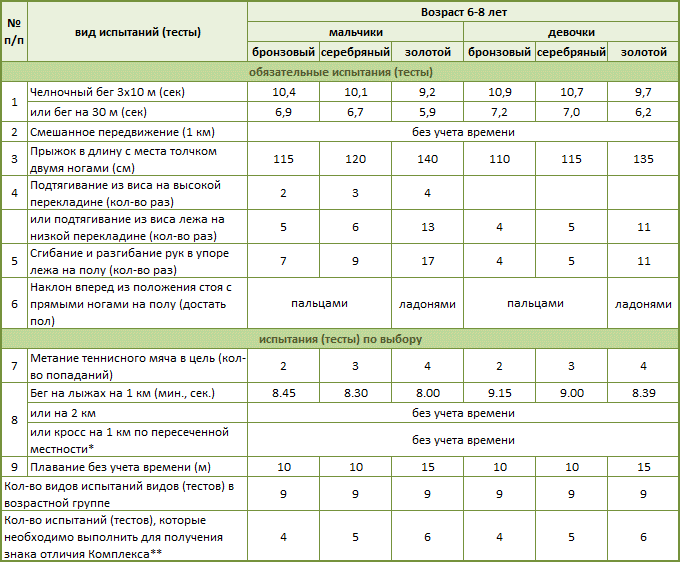 № п/п вид испытаний (тесты) Возраст 6-8 лет
мальчики девочки
бронзовый серебряный золотой бронзовый серебряный золотой
обязательные испытания (тесты)
1 Челночный бег 3х10 м (сек) 10,4 10,1 9,2 10,9 10,7 9,7
или бег на 30 м (сек) 6,9 6,7 5,9 7,2 7,0 6,2
2 Смешанное передвижение (1 км) без учета времени
3 Прыжок в длину с места толчком
двумя ногами (см) 115 120 140 110 115 135
4 Подтягивание из виса на высокой
перекладине (кол-во раз) 2 3 4
или подтягивание из виса лежа на
низкой перекладине (кол-во раз) 5 6 13 4 5 11
5 Сгибание и разгибание рук в упоре
лежа на полу (кол-во раз) 7 9 17 4 5 11
6 Наклон вперед из положения стоя с
прямыми ногами на полу (достать
пол) пальцами ладонями пальцами ладонями
испытания (тесты) по выбору
7 Метание теннисного мяча в цель (кол-
во попаданий) 2 3 4 2 3 4
8 Бег на лыжах на 1 км (мин., сек.) 8.45 8.30 8.00 9.15 9.00 8.39
или на 2 км без учета времени
или кросс на 1 км по пересеченной
местности* без учета времени
9 Плавание без учета времени (м) 10 10 15 10 10 15
Кол-во видов испытаний видов (тестов) в
возрастной группе 9 9 9 9 9 9
Кол-во испытаний (тестов), которые
необходимо выполнить для получения
знака отличия Комплекса** 4 5 6 4 5 6